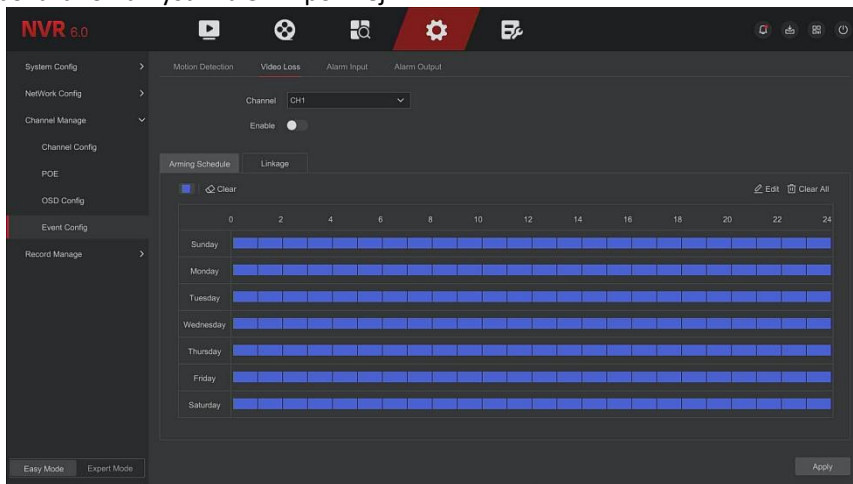 NVR 6.0
System Config
NetWork Config
Channel Manage
Channel Config
POE
OSD Config
Event Config
Record Manage
Easy Mode Expert Mode
Motion Detection Video Loss Alarm Input Alarm Output
Channel CH1
Enable
Arming Schedule Linkage
Clear Edit Clear All
0 2 4 6 8 10 12 14 16 18 20 22 24
Sunday
Monday
Tuesday
Wednesday
Thursday
Friday
Saturday
Apply